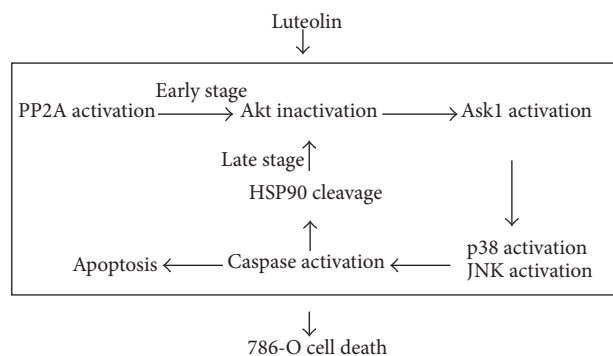 Luteolin
Early stage
PP2A activation
Akt inactivation
Ask1 activation
Late stage
HSP90 cleavage
Apoptosis
Caspase activation
p38 activation
JNK activation
786-O cell death